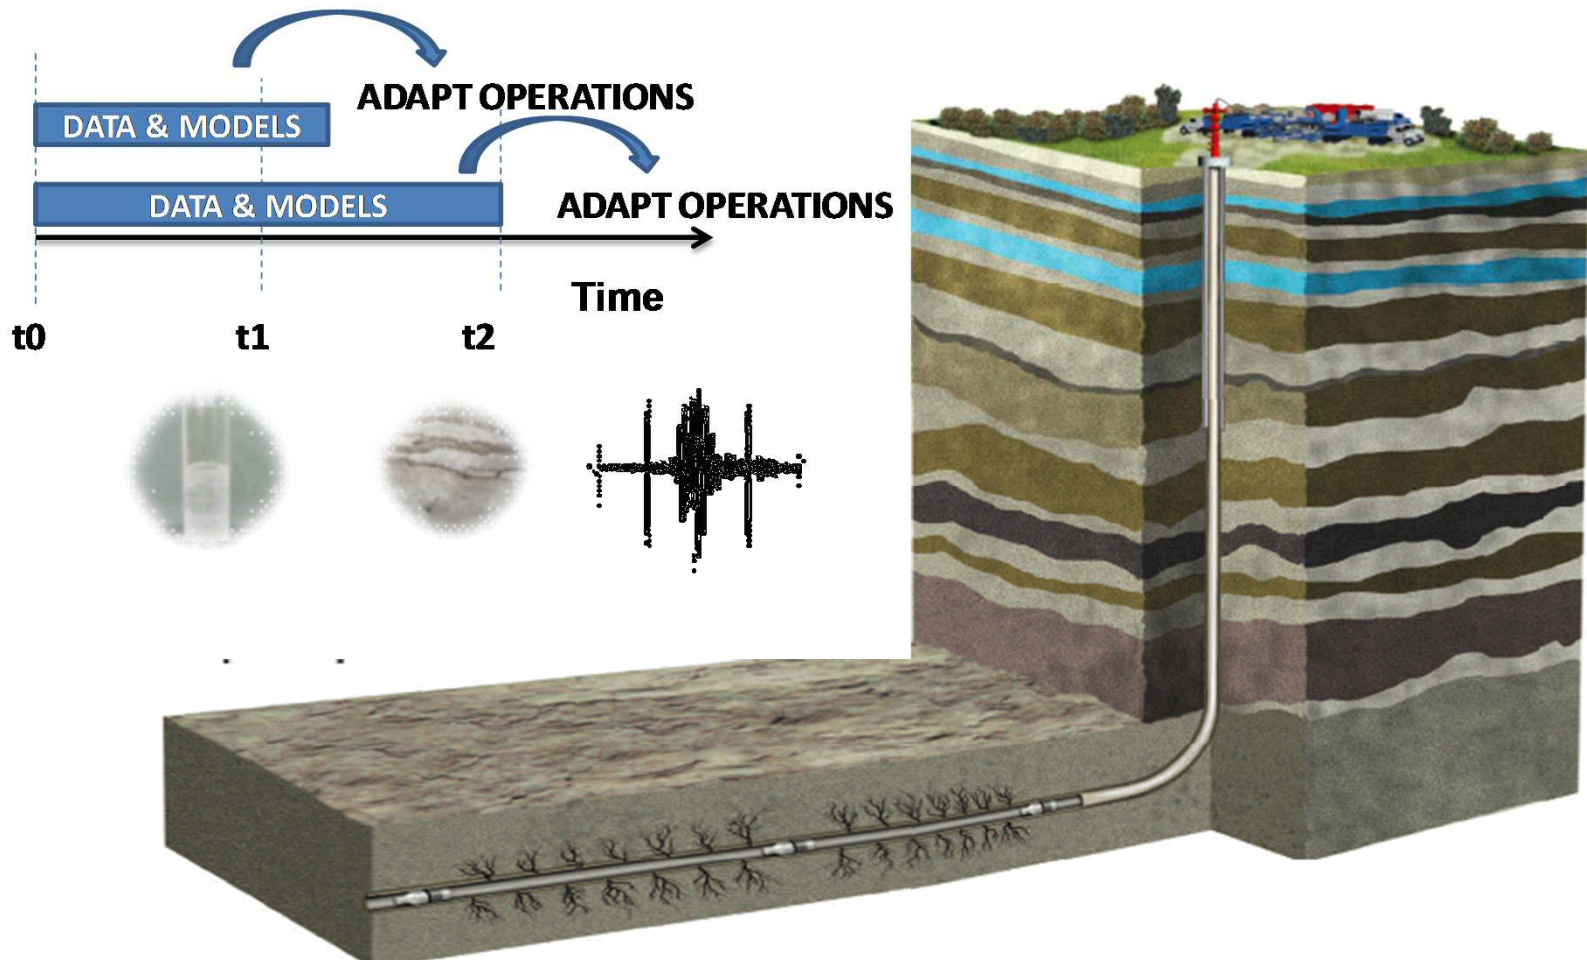 ADAPT OPERATIONS
DATA & MODELS
DATA & MODELS
ADAPT OPERATIONS
Time
t0
t1
t2